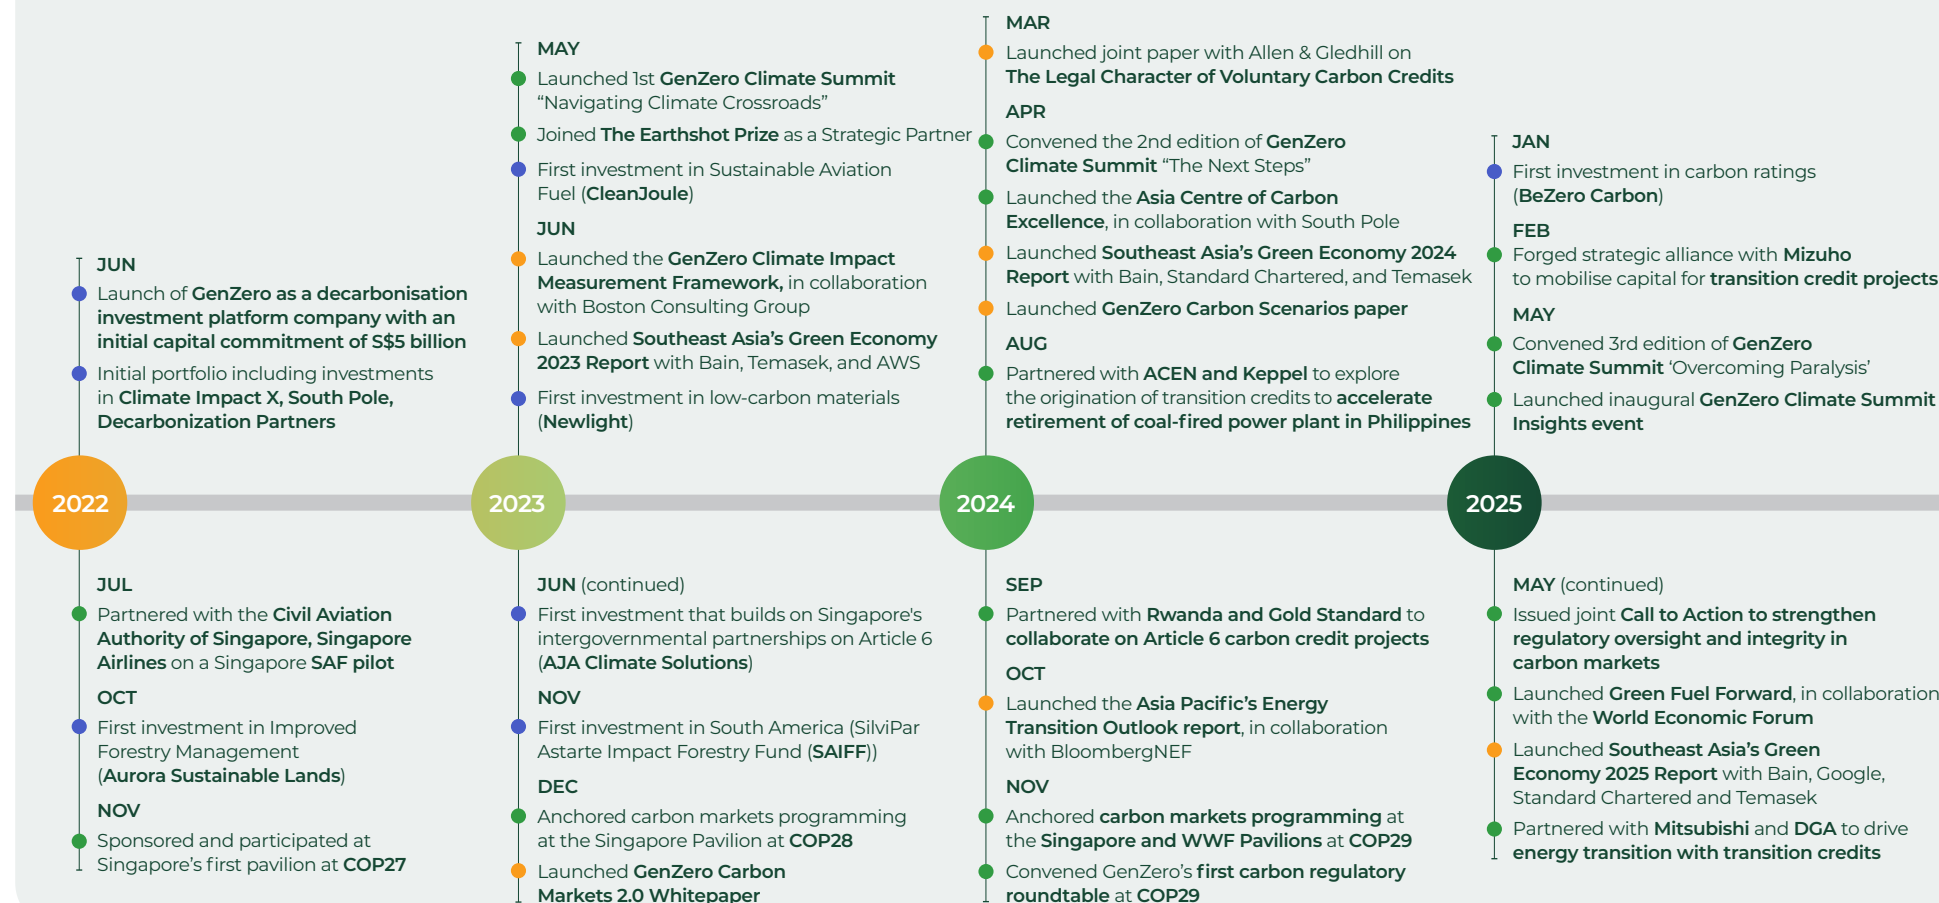 JUN
Launch of GenZero as a decarbonisation
investment platform company with an
initial capital commitment of S$5 billion
Initial portfolio including investments
in Climate Impact X, South Pole,
Decarbonization Partners
2022
JUL
Partnered with the Civil Aviation
Authority of Singapore, Singapore
Airlines on a Singapore SAF pilot
OCT
First investment in Improved
Forestry Management
(Aurora Sustainable Lands)
NOV
Sponsored and participated at
Singapore’s first pavilion at COP27
MAY
Launched 1st GenZero Climate Summit
“Navigating Climate Crossroads”
Joined The Earthshot Prize as a Strategic Partner
First investment in Sustainable Aviation
Fuel (CleanJoule)
JUN
Launched the GenZero Climate Impact
Measurement Framework, in collaboration
with Boston Consulting Group
Launched Southeast Asia’s Green Economy
2023 Report with Bain, Temasek, and AWS
First investment in low-carbon materials
(Newlight)
2023
JUN (continued)
First investment that builds on Singapore's
intergovernmental partnerships on Article 6
(AJA Climate Solutions)
NOV
First investment in South America (SilviPar
Astarte Impact Forestry Fund (SAIFF))
DEC
Anchored carbon markets programming
at the Singapore Pavilion at COP28
Launched GenZero Carbon
Markets 2.0 Whitepaper
MAR
Launched joint paper with Allen & Gledhill on
The Legal Character of Voluntary Carbon Credits
APR
Convened the 2nd edition of GenZero
Climate Summit “The Next Steps”
Launched the Asia Centre of Carbon
Excellence, in collaboration with South Pole
Launched Southeast Asia’s Green Economy 2024
Report with Bain, Standard Chartered, and Temasek
Launched GenZero Carbon Scenarios paper
AUG
Partnered with ACEN and Keppel to explore
the origination of transition credits to accelerate
retirement of coal-fired power plant in Philippines
2024
SEP
Partnered with Rwanda and Gold Standard to
collaborate on Article 6 carbon credit projects
OCT
Launched the Asia Pacific’s Energy
Transition Outlook report, in collaboration
with BloombergNEF
NOV
Anchored carbon markets programming at
the Singapore and WWF Pavilions at COP29
Convened GenZero’s first carbon regulatory
roundtable at COP29
JAN
First investment in carbon ratings
(BeZero Carbon)
FEB
Forged strategic alliance with Mizuho
to mobilise capital for transition credit projects
MAY
Convened 3rd edition of GenZero
Climate Summit ‘Overcoming Paralysis’
Launched inaugural GenZero Climate Summit
Insights event
2025
MAY (continued)
Issued joint Call to Action to strengthen
regulatory oversight and integrity in
carbon markets
Launched Green Fuel Forward, in collaboration
with the World Economic Forum
Launched Southeast Asia’s Green
Economy 2025 Report with Bain, Google,
Standard Chartered and Temasek
Partnered with Mitsubishi and DGA to drive
energy transition with transition credits